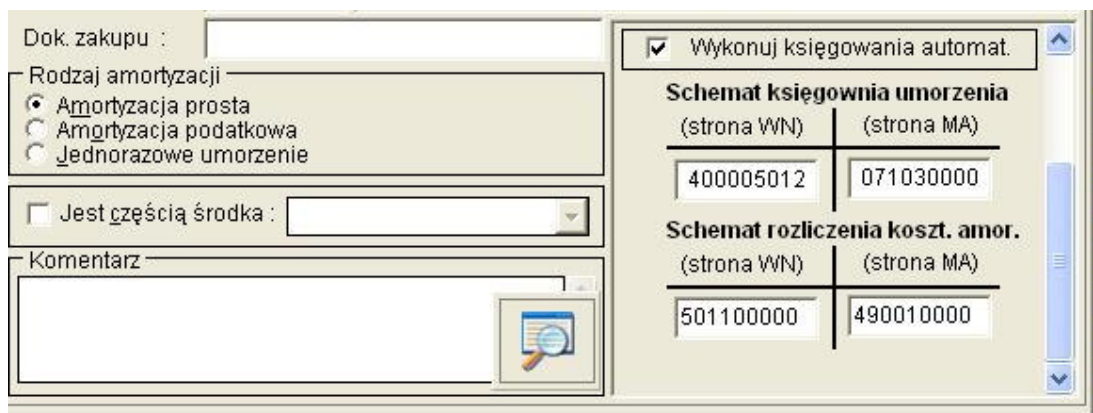 Dok. zakupu :
Rodzaj amortyzacji
Amortyzacja prosta
Amortyzacja podatkowa
Jednorazowe umorzenie
Jest częścią środka :
Komentarz
Wykonuj księgowania automat.
Schemat księgownia umorzenia
(strona WN) (strona MA)
400005012 071030000
Schemat rozliczenia koszt. amor.
(strona WN) (strona MA)
501100000 490010000